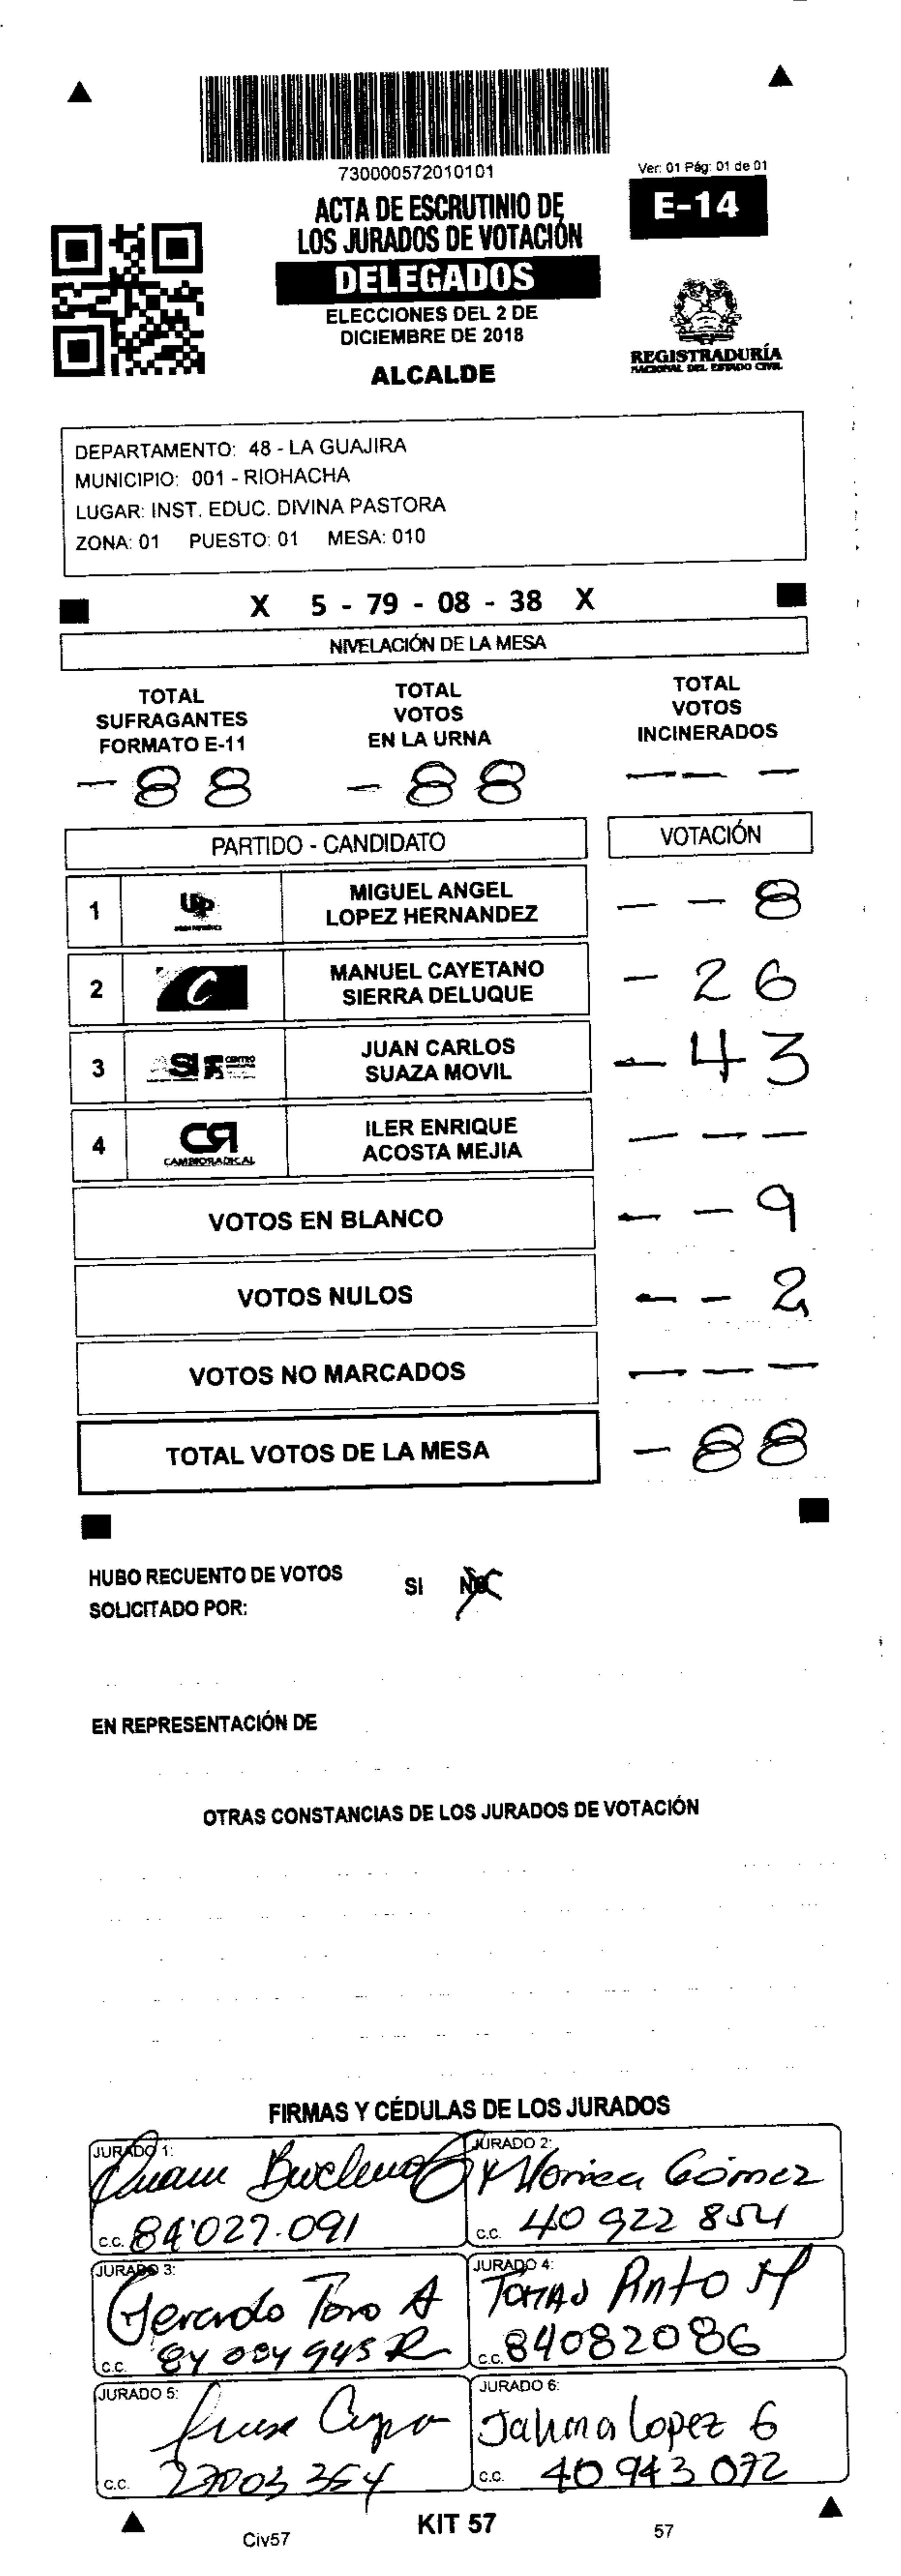 730000572010101
Ver: 01 Pág: 01 de 01
ACTA DE ESCRUTINIO DE
LOS JURADOS DE VOTACIÓN
E-14
DELEGADOS
ELECCIONES DEL 2 DE
DICIEMBRE DE 2018
ALCALDE
REGISTRADURÍA
NACIONAL DEL ESTADO CIVIL
DEPARTAMENTO: 48 - LA GUAJIRA
MUNICIPIO: 001 - RIOHACHA
LUGAR: INST. EDUC. DIVINA PASTORA
ZONA: 01 PUESTO: 01 MESA: 010
X 5 - 79 - 08 - 38 X
NIVELACIÓN DE LA MESA
TOTAL
SUFRAGANTES
FORMATO E-11
TOTAL
VOTOS
EN LA URNA
TOTAL
VOTOS
INCINERADOS
- 88 - 88 - - -
PARTIDO - CANDIDATO VOTACIÓN
1 UP MIGUEL ANGEL
LOPEZ HERNANDEZ - - 8
2 C MANUEL CAYETANO
SIERRA DELUQUE - 26
3 ASI CENTRO JUAN CARLOS
SUAZA MOVIL - 43
4 CR CAMBIO RADICAL ILER ENRIQUE
ACOSTA MEJIA - - -
VOTOS EN BLANCO - - 9
VOTOS NULOS - - 2
VOTOS NO MARCADOS - - -
TOTAL VOTOS DE LA MESA - 88
HUBO RECUENTO DE VOTOS SI NO
SOLICITADO POR:
EN REPRESENTACIÓN DE
OTRAS CONSTANCIAS DE LOS JURADOS DE VOTACIÓN
FIRMAS Y CÉDULAS DE LOS JURADOS
JURADO 1:
c.c. 84'027.091
JURADO 2:
Monica Gómez
c.c. 40 922 854
JURADO 3:
Gerardo Toro A
c.c. 84 084 945 R
JURADO 4:
Tomas Pinto M
c.c. 84082086
JURADO 5:
c.c. 27003 354
JURADO 6:
Jahma Lopez G
c.c. 40 943 072
Civ57
KIT 57
57